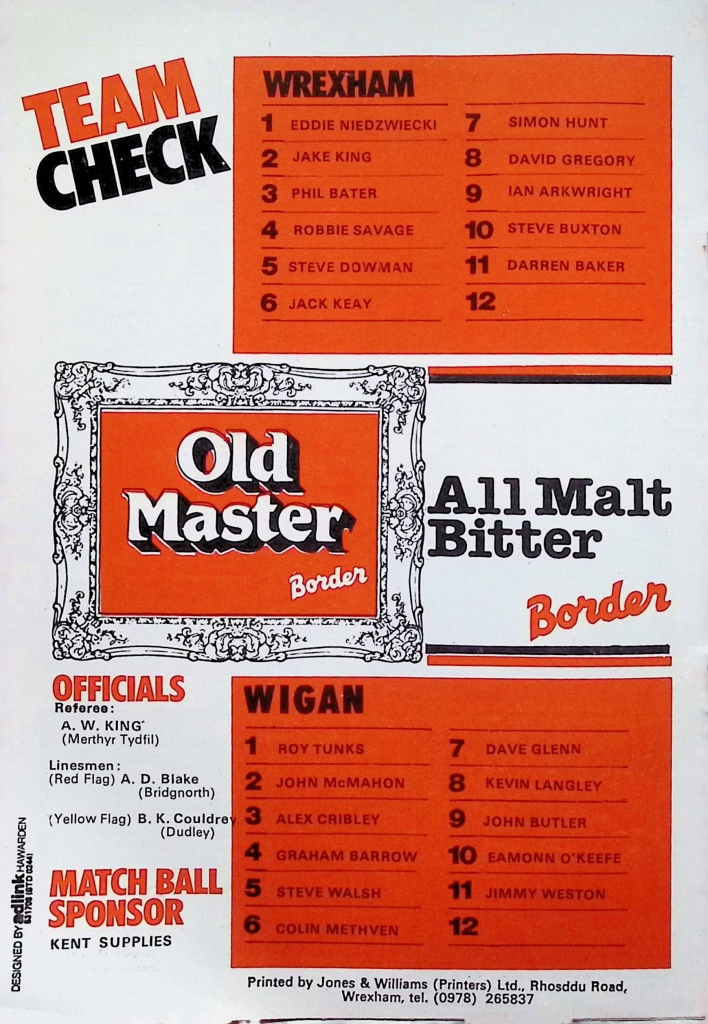 TEAM
CHECK
WREXHAM
1 EDDIE NIEDZWIECKI
2 JAKE KING
3 PHIL BATER
4 ROBBIE SAVAGE
5 STEVE DOWMAN
6 JACK KEAY
7 SIMON HUNT
8 DAVID GREGORY
9 IAN ARKWRIGHT
10 STEVE BUXTON
11 DARREN BAKER
12
Old
Master
Border
All Malt
Bitter
Border
OFFICIALS
Referee:
A. W. KING
(Merthyr Tydfil)
Linesmen:
(Red Flag) A. D. Blake
(Bridgnorth)
(Yellow Flag) B. K. Couldrey
(Dudley)
MATCH BALL
SPONSOR
KENT SUPPLIES
WIGAN
1 ROY TUNKS
2 JOHN McMAHON
3 ALEX CRIBLEY
4 GRAHAM BARROW
5 STEVE WALSH
6 COLIN METHVEN
7 DAVE GLENN
8 KEVIN LANGLEY
9 JOHN BUTLER
10 EAMONN O'KEEFE
11 JIMMY WESTON
12
DESIGNED BY adlink HAWARDEN
(STD 0244)
Printed by Jones & Williams (Printers) Ltd., Rhosddu Road,
Wrexham, tel. (0978) 265837